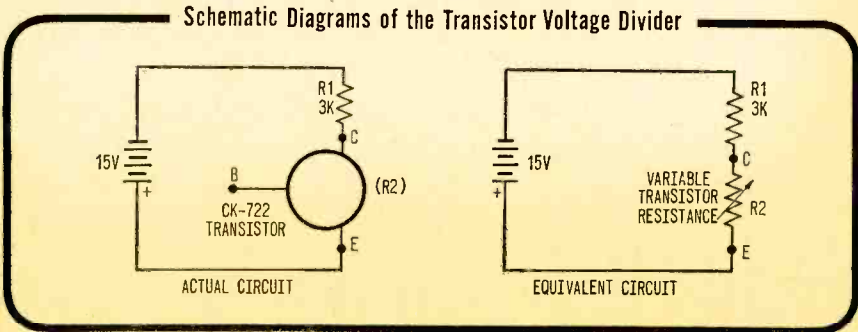 Schematic Diagrams of the Transistor Voltage Divider
R1
3K
C
15V
+
B
(R2)
CK-722
TRANSISTOR
E
ACTUAL CIRCUIT
R1
3K
C
15V
+
VARIABLE
TRANSISTOR
RESISTANCE
R2
E
EQUIVALENT CIRCUIT